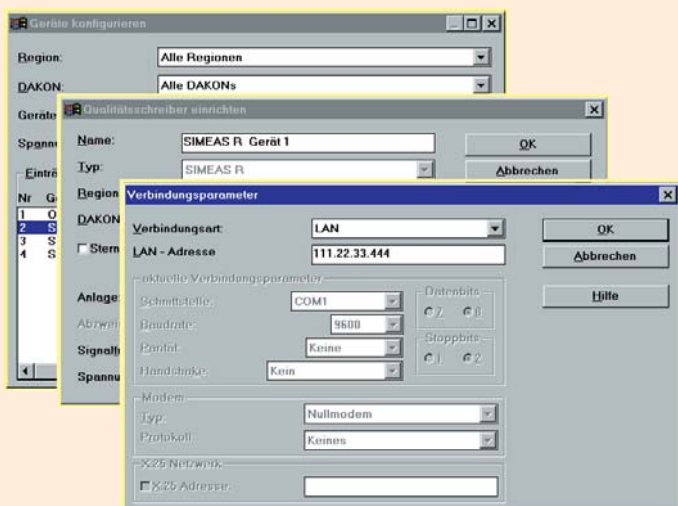 Geräte konfigurieren
Region: Alle Regionen
DAKON: Alle DAKONs
Geräte
Spannu
Einträ
Nr Ge
1 O
2 S
3 S
4 S
Qualitätsschreiber einrichten
Name: SIMEAS R Gerät 1
OK
Typ: SIMEAS R
Abbrechen
Region
DAKON
Stern
Anlage:
Abzwei
Signalfr
Spannu
Verbindungsparameter
Verbindungsart: LAN
OK
LAN - Adresse 111.22.33.444
Abbrechen
aktuelle Verbindungsparameter
Hilfe
Schnittstelle: COM1
Datenbits
7 8
Baudrate: 9600
Parität: Keine
Stoppbits
1 2
Handshake: Kein
Modem
Typ: Nullmodem
Protokoll: Keines
X.25 Netzwerk
X.25 Adresse: